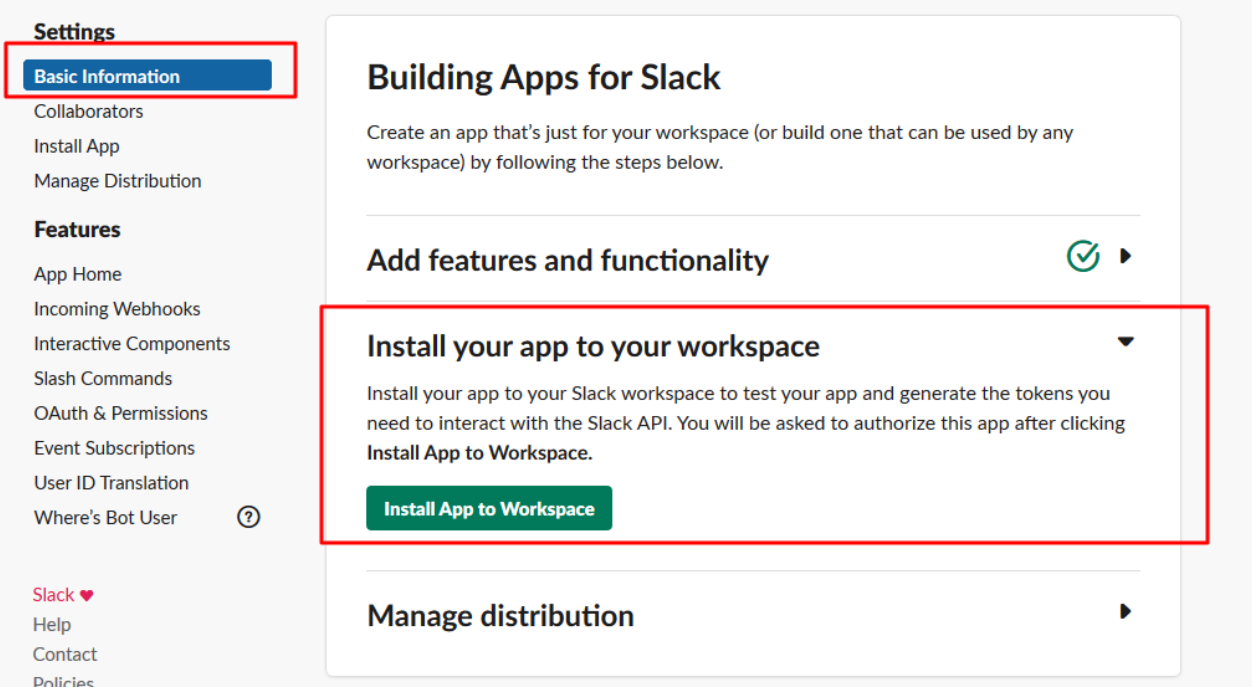 Settings
Basic Information
Collaborators
Install App
Manage Distribution
Features
App Home
Incoming Webhooks
Interactive Components
Slash Commands
OAuth & Permissions
Event Subscriptions
User ID Translation
Where's Bot User
Slack ♥
Help
Contact
Policies
Building Apps for Slack
Create an app that's just for your workspace (or build one that can be used by any
workspace) by following the steps below.
Add features and functionality
Install your app to your workspace
Install your app to your Slack workspace to test your app and generate the tokens you
need to interact with the Slack API. You will be asked to authorize this app after clicking
Install App to Workspace.
Install App to Workspace
Manage distribution